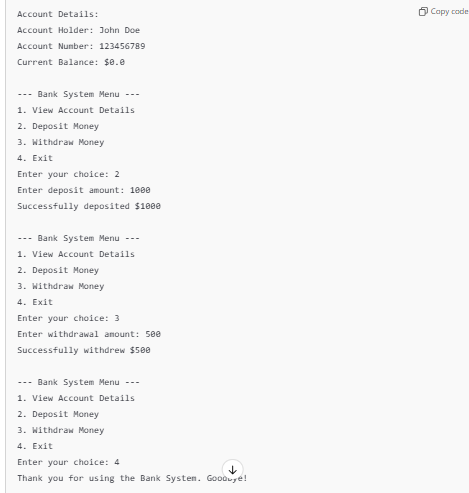 Copy code
Account Details:
Account Holder: John Doe
Account Number: 123456789
Current Balance: $0.0

--- Bank System Menu ---
1. View Account Details
2. Deposit Money
3. Withdraw Money
4. Exit
Enter your choice: 2
Enter deposit amount: 1000
Successfully deposited $1000

--- Bank System Menu ---
1. View Account Details
2. Deposit Money
3. Withdraw Money
4. Exit
Enter your choice: 3
Enter withdrawal amount: 500
Successfully withdrew $500

--- Bank System Menu ---
1. View Account Details
2. Deposit Money
3. Withdraw Money
4. Exit
Enter your choice: 4
Thank you for using the Bank System. Goodbye!